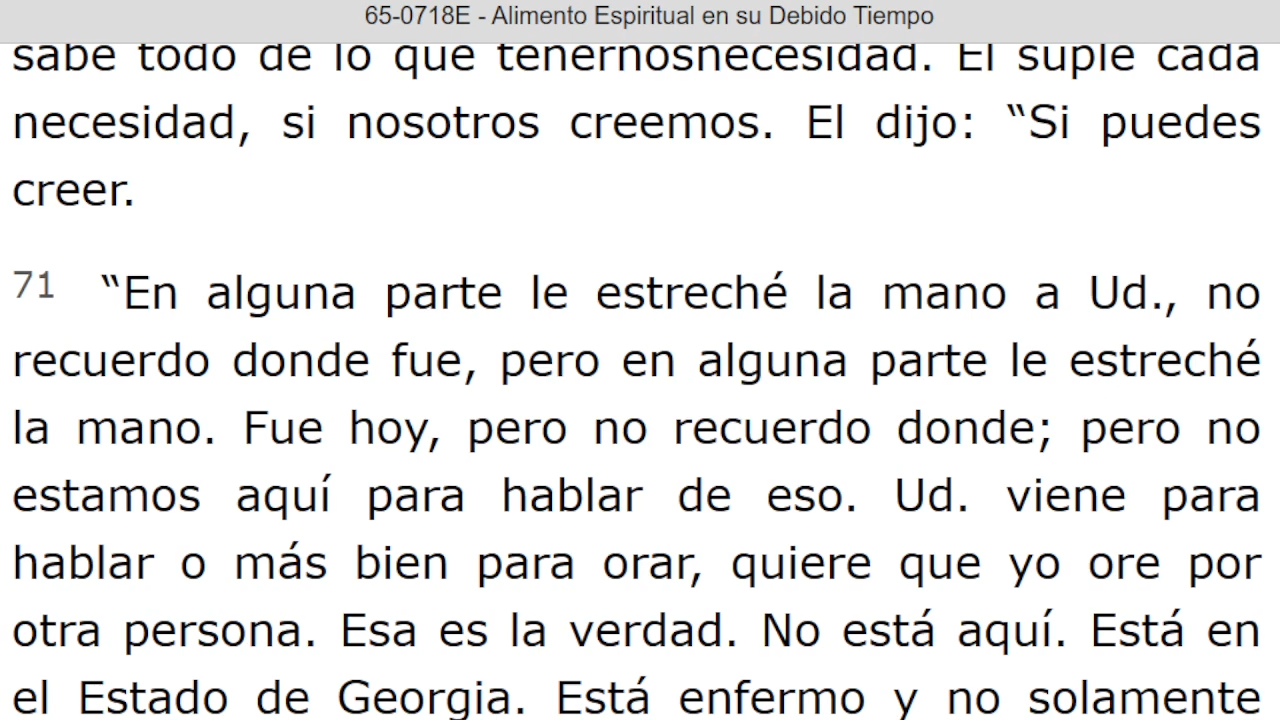 65-0718E - Alimento Espiritual en su Debido Tiempo
sabe todo de lo que tenernosnecesidad. El suple cada
necesidad, si nosotros creemos. El dijo: “Si puedes
creer.
71 “En alguna parte le estreché la mano a Ud., no
recuerdo donde fue, pero en alguna parte le estreché
la mano. Fue hoy, pero no recuerdo donde; pero no
estamos aquí para hablar de eso. Ud. viene para
hablar o más bien para orar, quiere que yo ore por
otra persona. Esa es la verdad. No está aquí. Está en
el Estado de Georgia. Está enfermo y no solamente